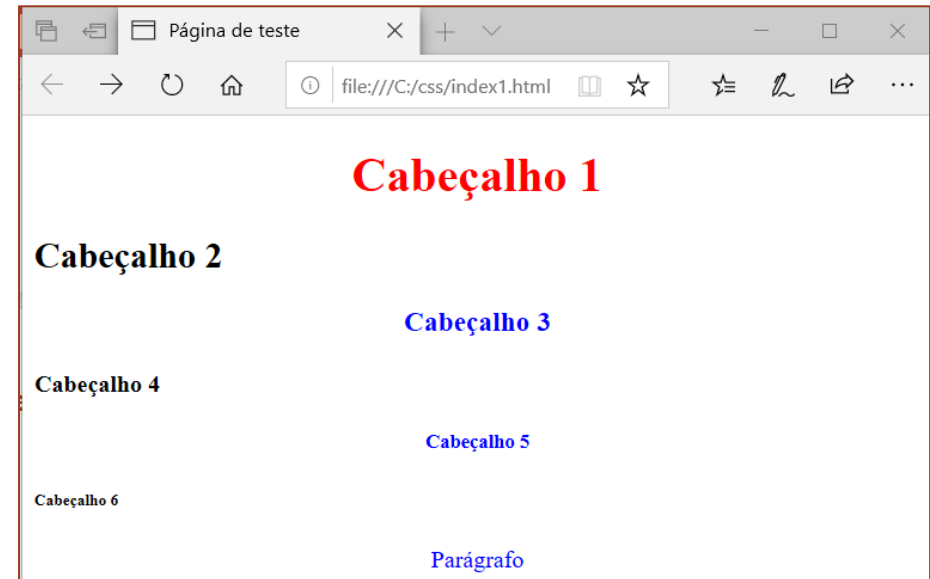 Página de teste
file:///C:/css/index1.html
Cabeçalho 1
Cabeçalho 2
Cabeçalho 3
Cabeçalho 4
Cabeçalho 5
Cabeçalho 6
Parágrafo